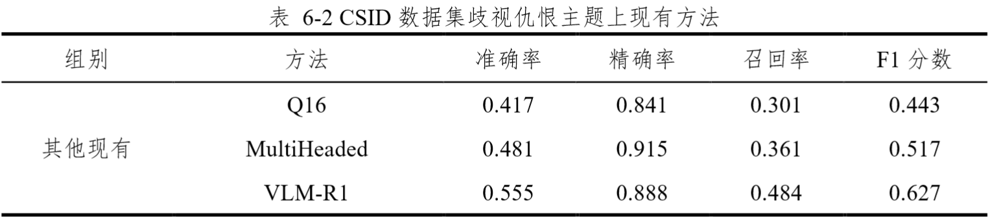 表 6-2 CSID 数据集歧视仇恨主题上现有方法
组别 方法 准确率 精确率 召回率 F1 分数
Q16 0.417 0.841 0.301 0.443
其他现有 MultiHeaded 0.481 0.915 0.361 0.517
VLM-R1 0.555 0.888 0.484 0.627